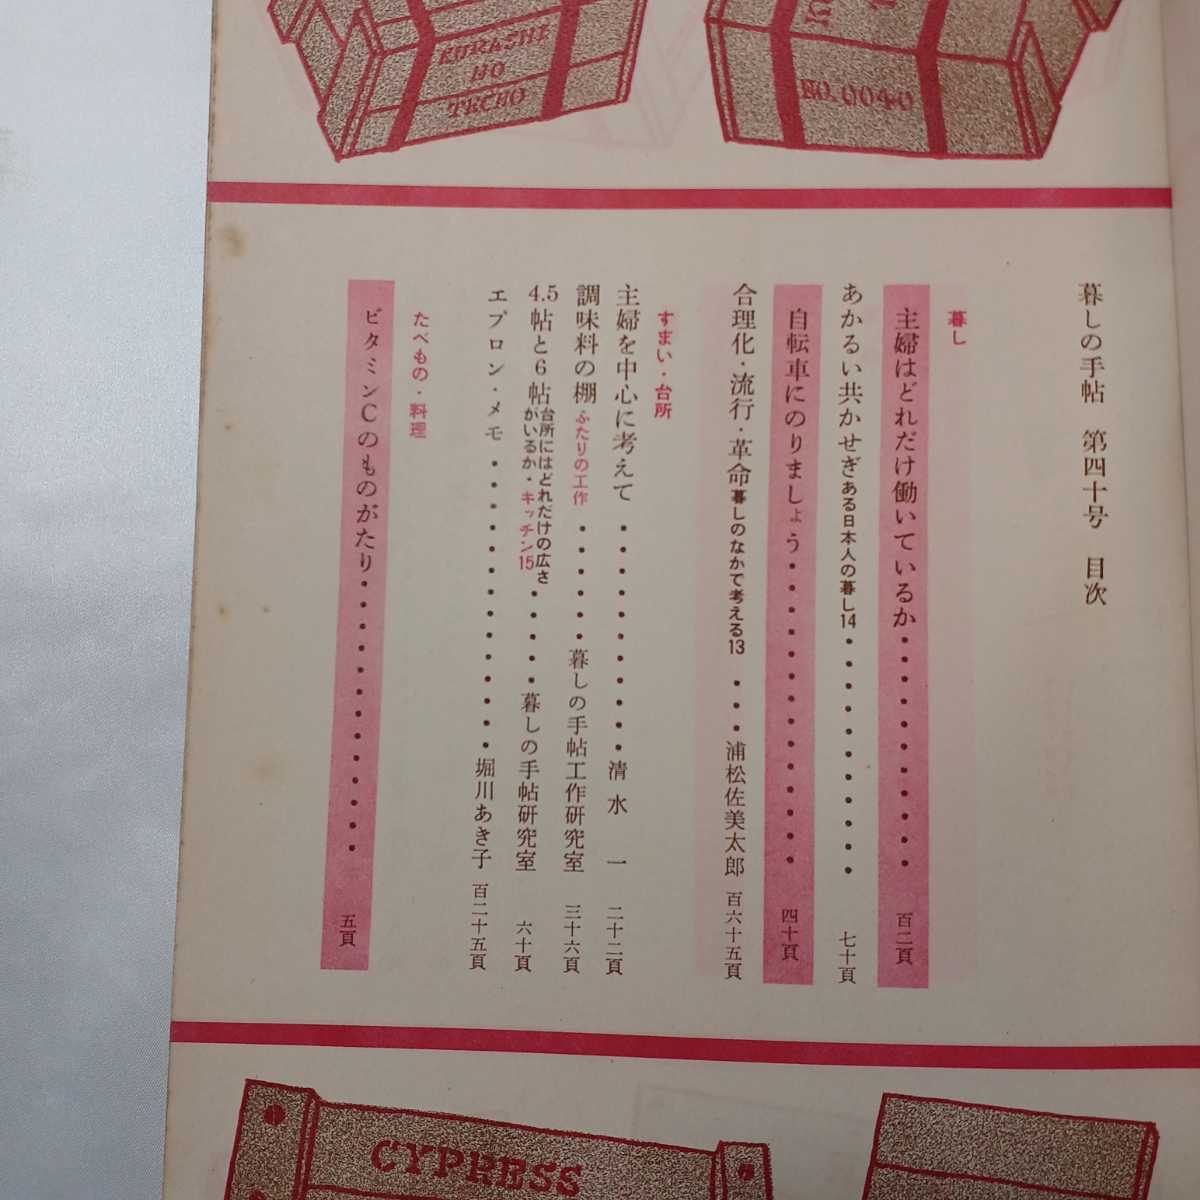 KURASHI
NO
TECHO
NO.0040
暮しの手帖 第四十号 目次
暮し
主婦はどれだけ働いているか・・・・・・・・・・・百二頁
あかるい共かせぎ ある日本人の暮し14・・・・・・・・・・・七十頁
自転車にのりましょう・・・・・・・・・・・・・・四十頁
合理化・流行・革命 暮しのなかで考える13・・・浦松佐美太郎 百六十五頁
すまい・台所
主婦を中心に考えて・・・・・・・・・・・清水 一 二十二頁
調味料の棚 ふたりの工作・・・・・・暮しの手帖工作研究室 三十六頁
4.5帖と6帖 台所にはどれだけの広さがいるか・キッチン15・・・・・暮しの手帖研究室 六十頁
エプロン・メモ・・・・・・・・・・・・・・堀川あき子 百二十五頁
たべもの・料理
ビタミンCのものがたり・・・・・・・・・・・・・五頁
CYPRESS